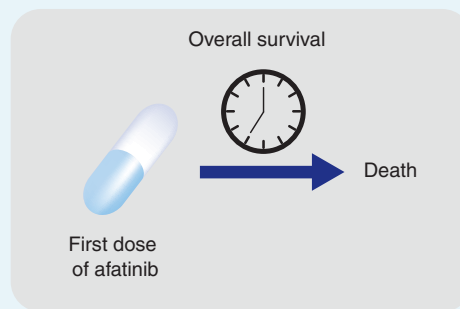 Overall survival
Death
First dose
of afatinib